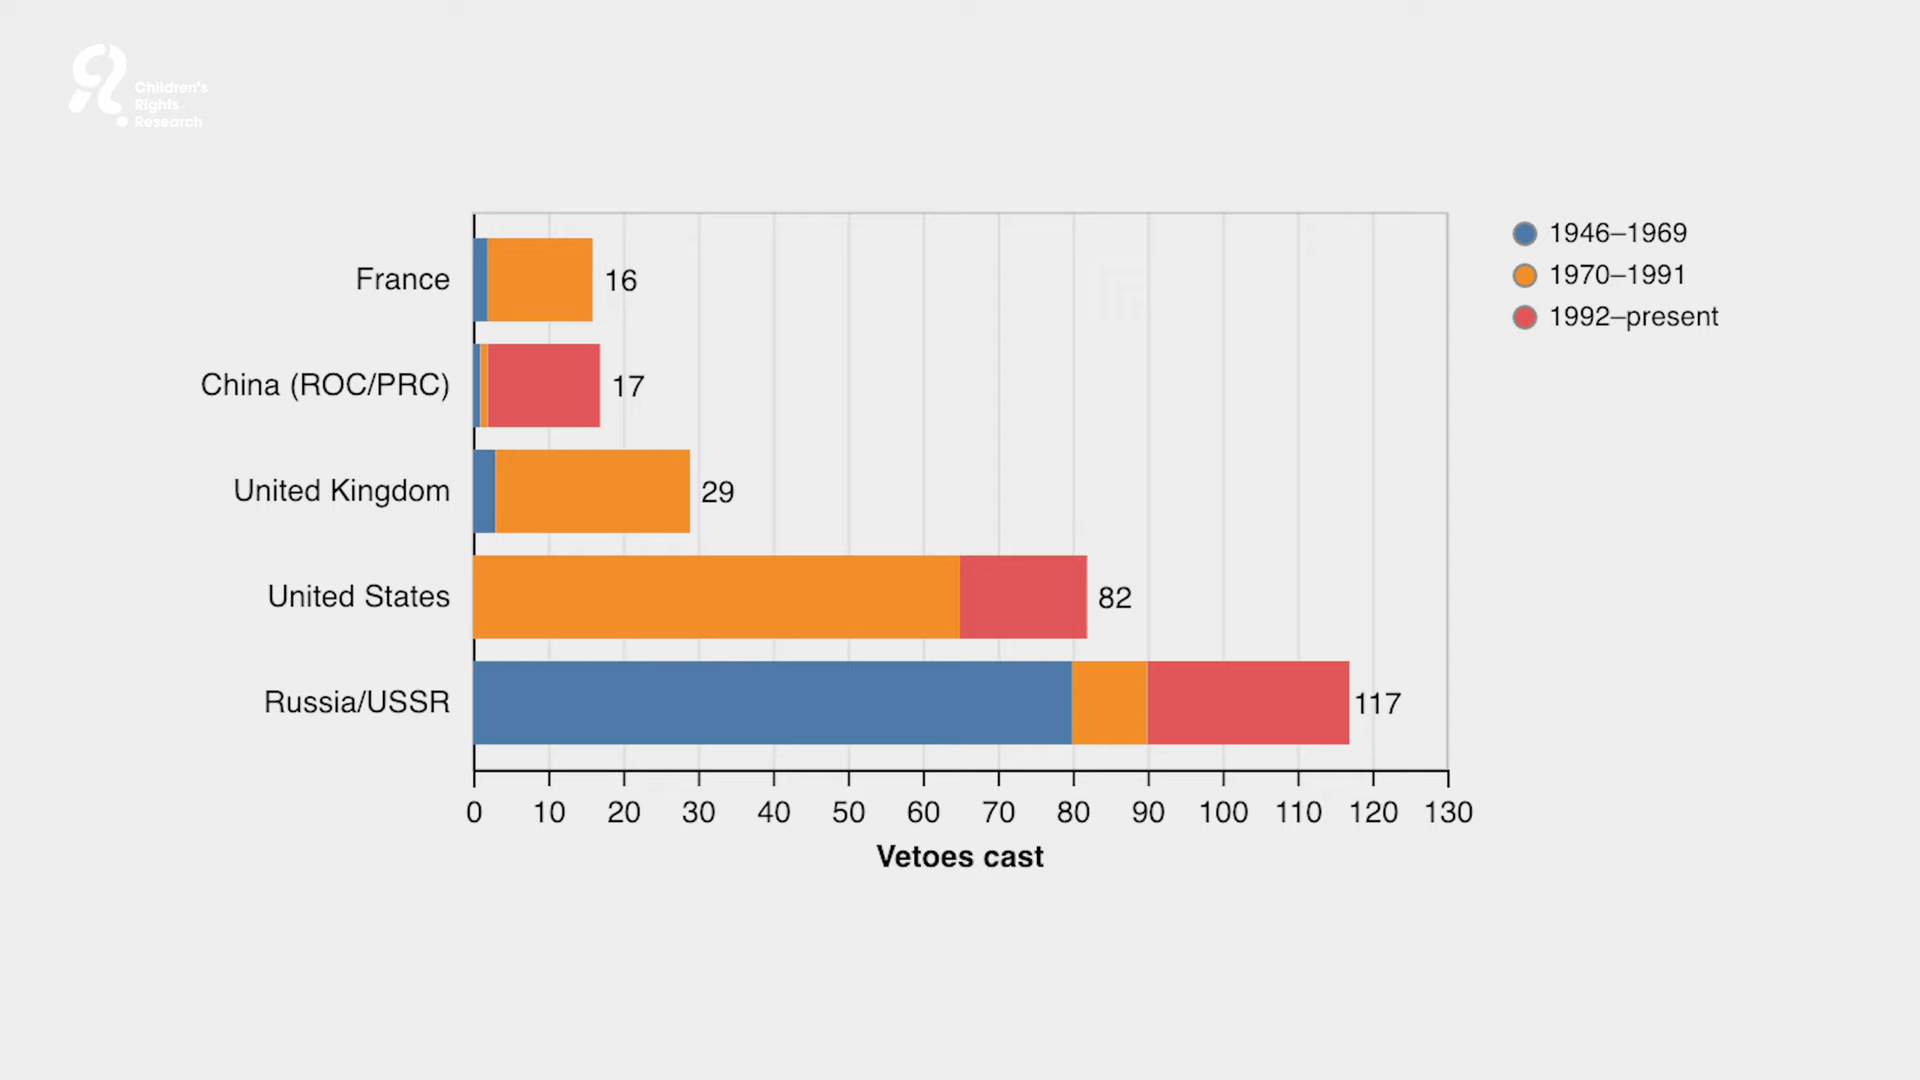 Children's
Rights
Research
1946–1969
1970–1991
1992–present
France 16
China (ROC/PRC) 17
United Kingdom 29
United States 82
Russia/USSR 117
0 10 20 30 40 50 60 70 80 90 100 110 120 130
Vetoes cast